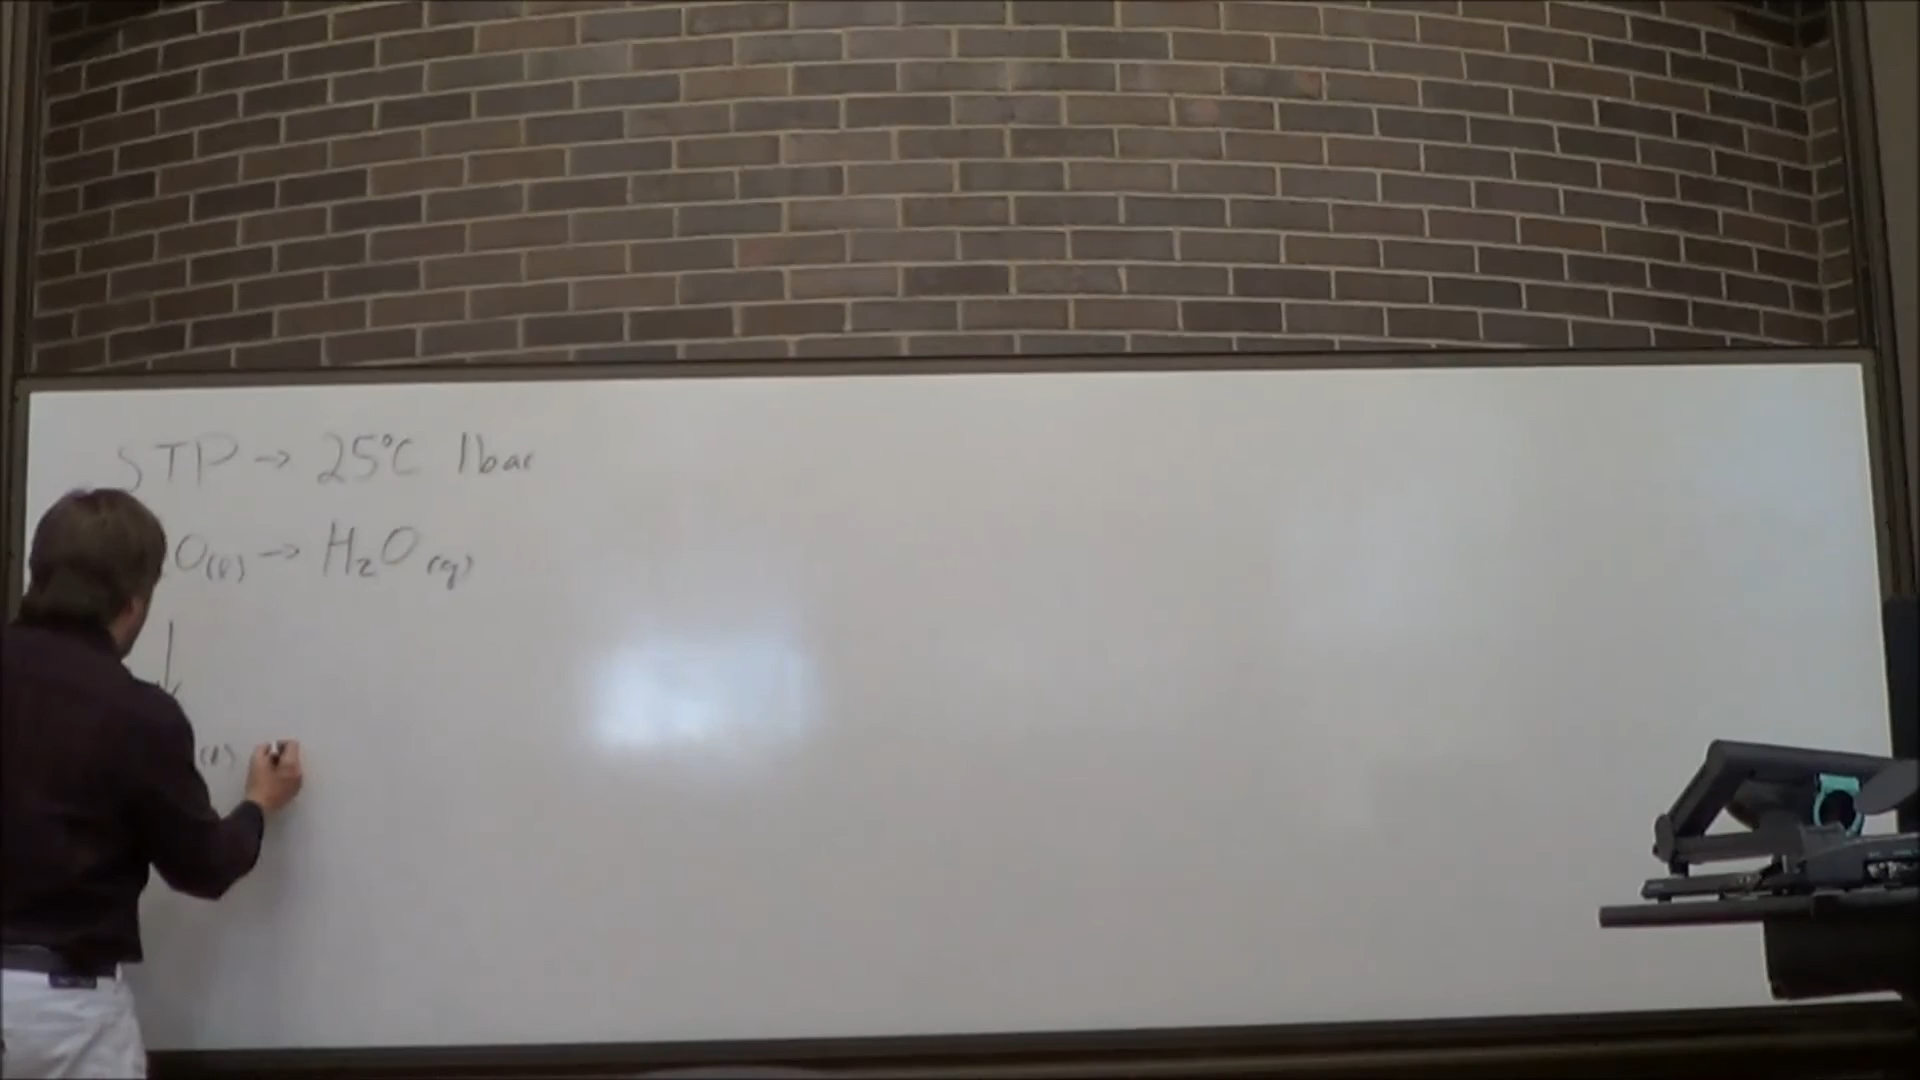 STP → 25°C 1bar
O(l) → H₂O (g)
↓
(l)